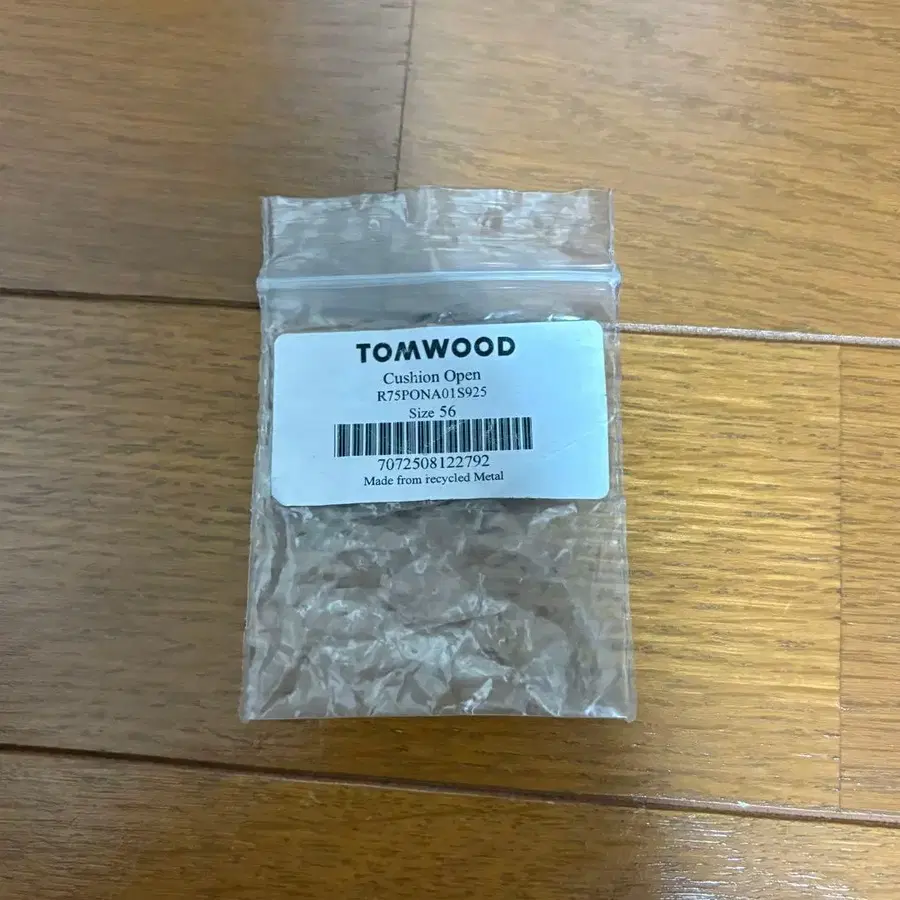 TOMWOOD
Cushion Open
R75PONA01S925
Size 56
7072508122792
Made from recycled Metal